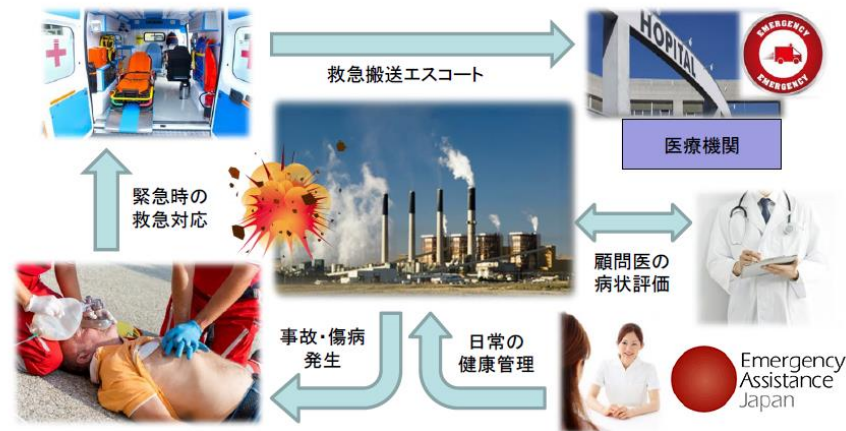 HOPITAL
EMERGENCY
EMERGENCY
救急搬送エスコート
医療機関
緊急時の
救急対応
顧問医の
病状評価
事故・傷病
発生
日常の
健康管理
Emergency
Assistance
Japan